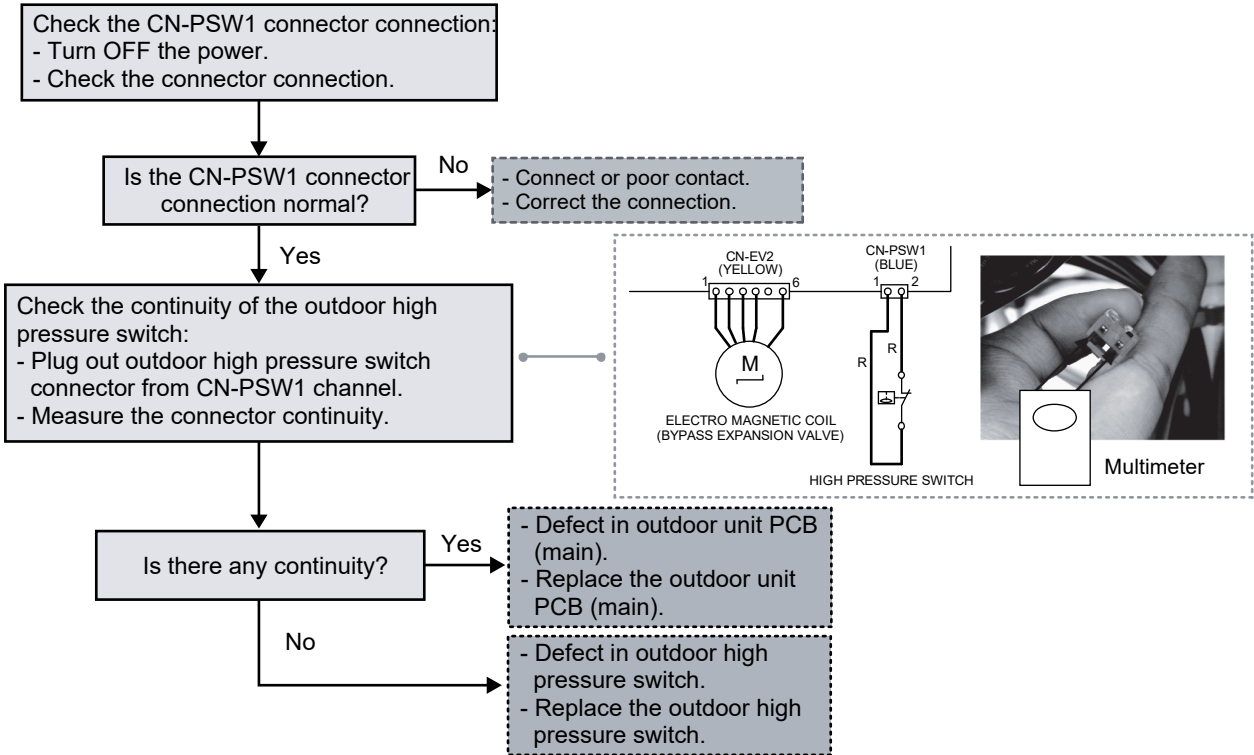 Check the CN-PSW1 connector connection:
- Turn OFF the power.
- Check the connector connection.
Is the CN-PSW1 connector
connection normal?
No
- Connect or poor contact.
- Correct the connection.
Yes
Check the continuity of the outdoor high
pressure switch:
- Plug out outdoor high pressure switch
connector from CN-PSW1 channel.
- Measure the connector continuity.
CN-EV2
(YELLOW)
1 6
M
ELECTRO MAGNETIC COIL
(BYPASS EXPANSION VALVE)
CN-PSW1
(BLUE)
1 2
R R
HIGH PRESSURE SWITCH
Multimeter
Is there any continuity?
Yes
- Defect in outdoor unit PCB
(main).
- Replace the outdoor unit
PCB (main).
No
- Defect in outdoor high
pressure switch.
- Replace the outdoor high
pressure switch.